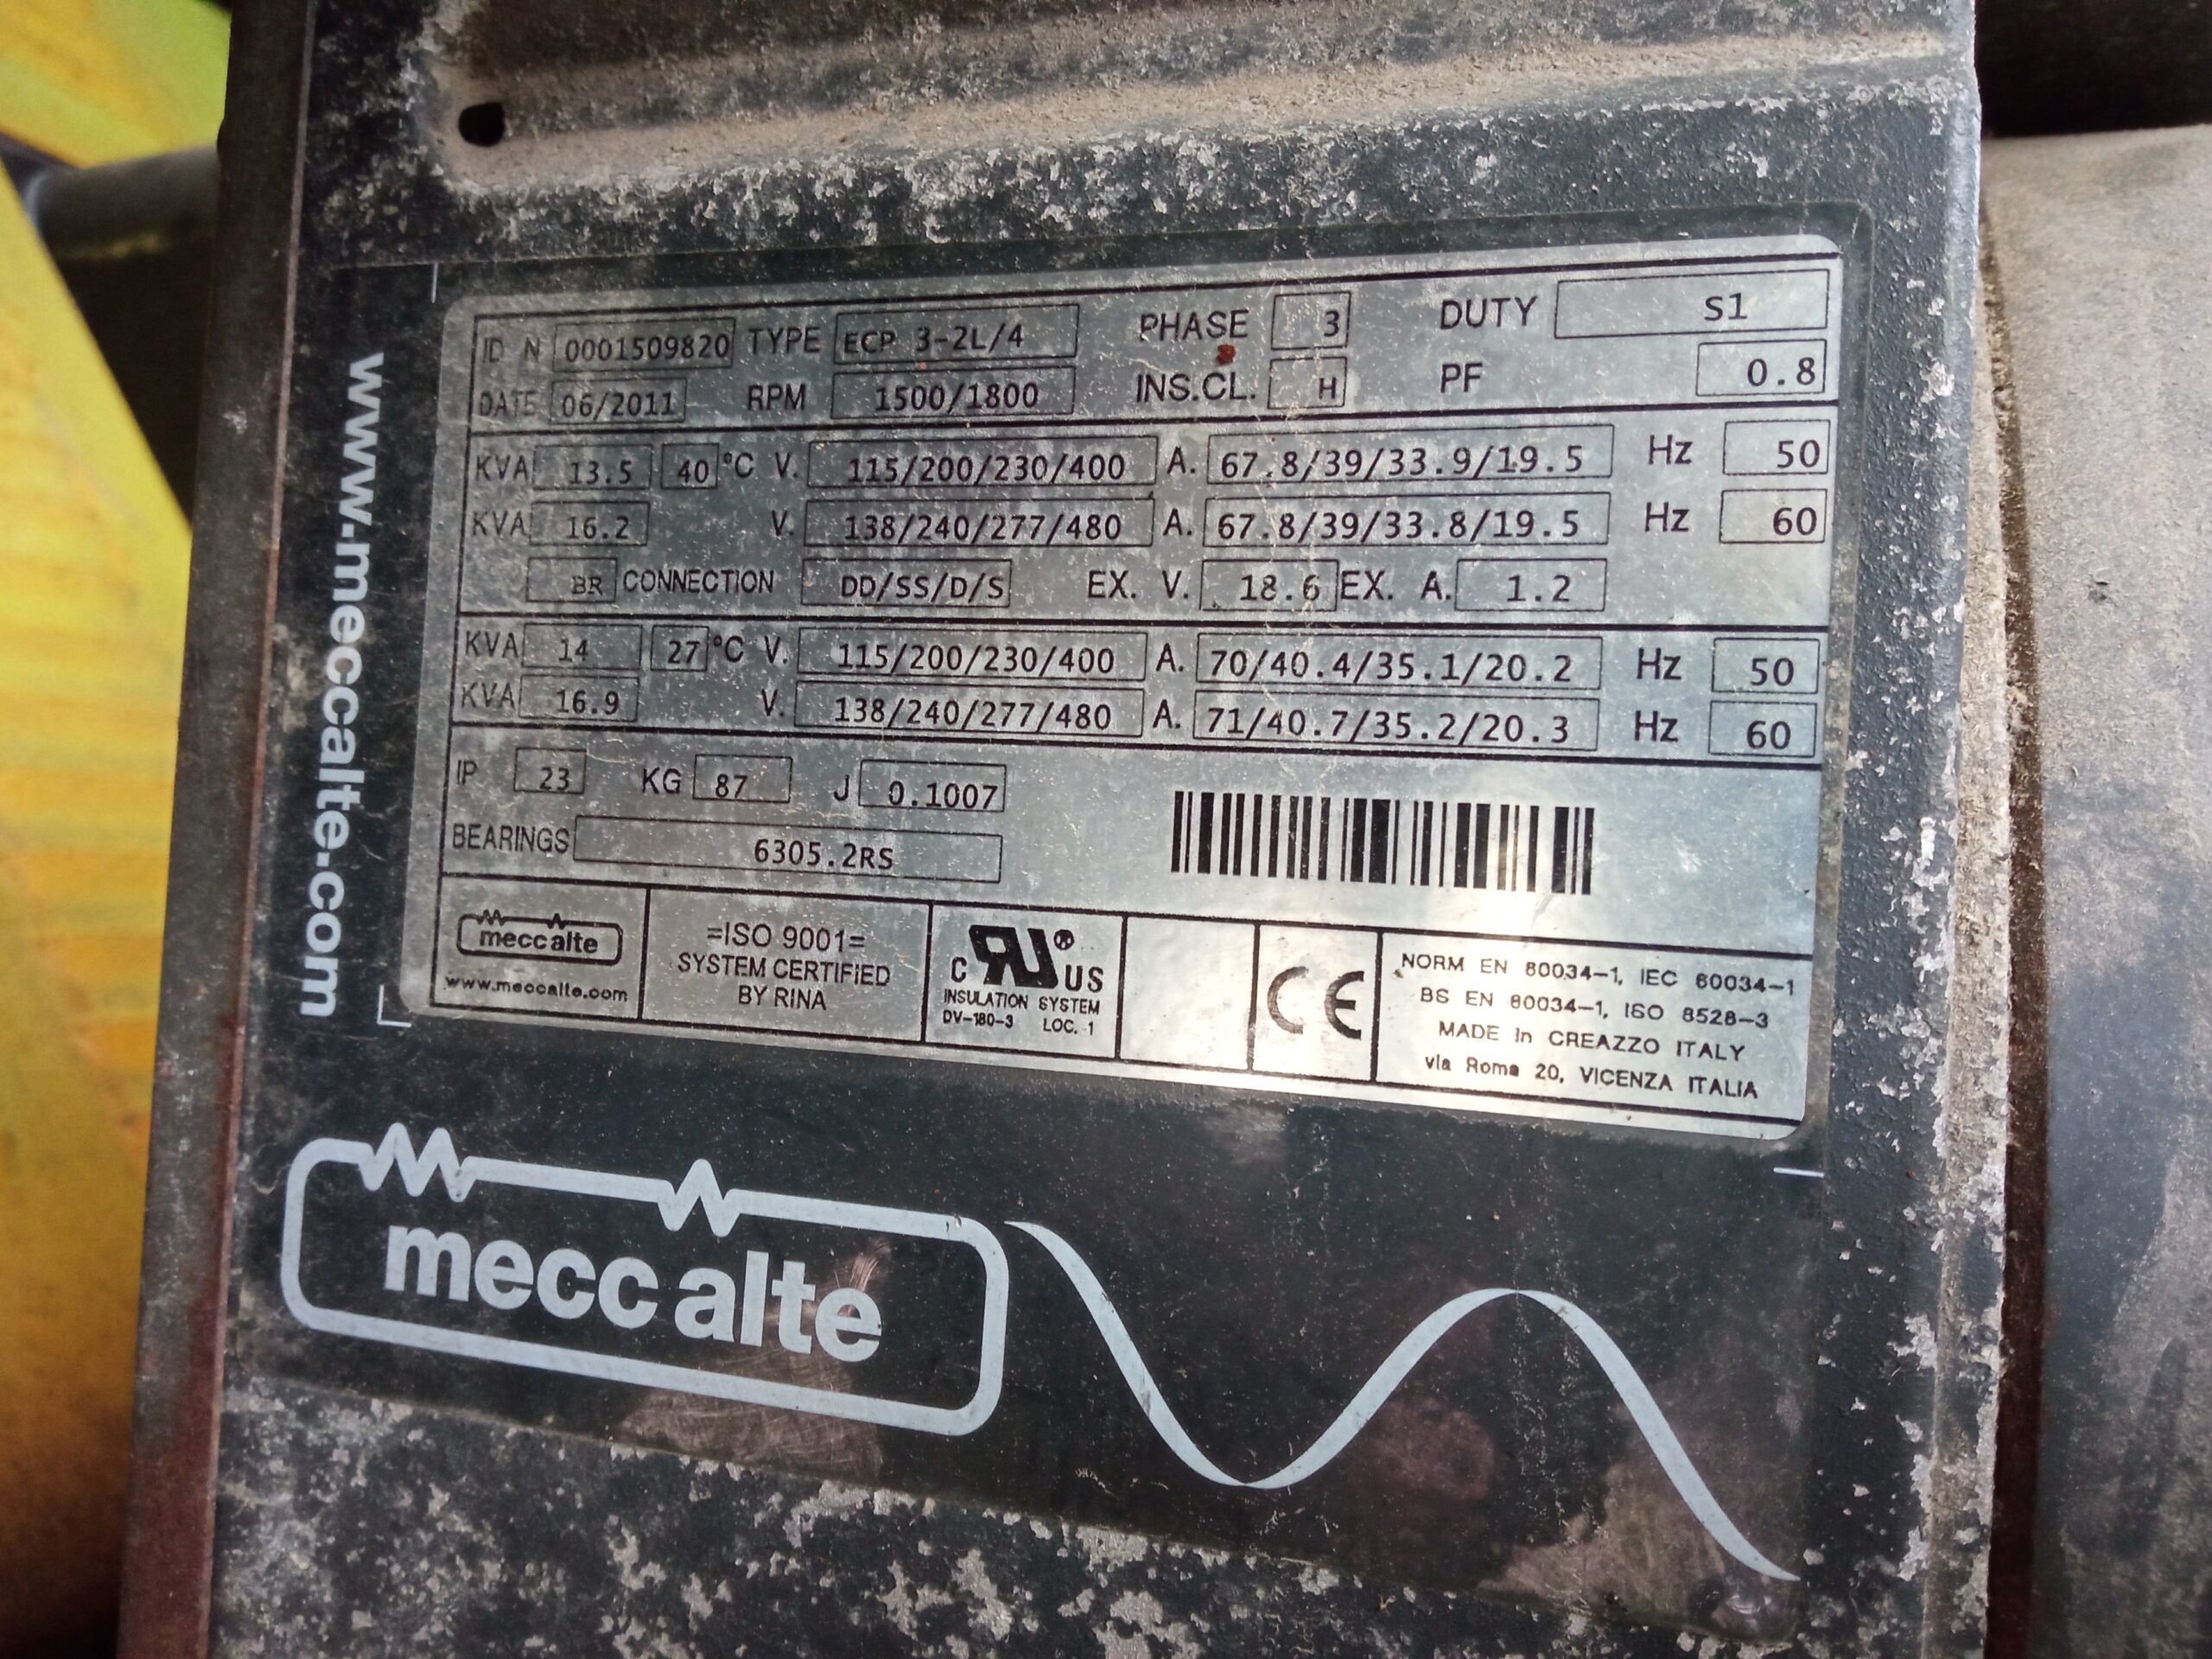 www.meccalte.com
ID N 0001509820 TYPE ECP 3-2L/4 PHASE 3 DUTY S1
DATE 06/2011 RPM 1500/1800 INS.CL. H PF 0.8
KVA 13.5 40 °C V. 115/200/230/400 A. 67.8/39/33.9/19.5 Hz 50
KVA 16.2 V. 138/240/277/480 A. 67.8/39/33.8/19.5 Hz 60
BR CONNECTION DD/SS/D/S EX. V. 18.6 EX. A. 1.2
KVA 14 27 °C V. 115/200/230/400 A. 70/40.4/35.1/20.2 Hz 50
KVA 16.9 V. 138/240/277/480 A. 71/40.7/35.2/20.3 Hz 60
IP 23 KG 87 J 0.1007
BEARINGS 6305.2RS
mecc alte
www.meccalte.com
=ISO 9001=
SYSTEM CERTIFIED
BY RINA
C RU ® US
INSULATION SYSTEM
DV-180-3 LOC. 1
CE
NORM EN 60034-1, IEC 60034-1
BS EN 60034-1, ISO 8528-3
MADE in CREAZZO ITALY
via Roma 20, VICENZA ITALIA
mecc alte